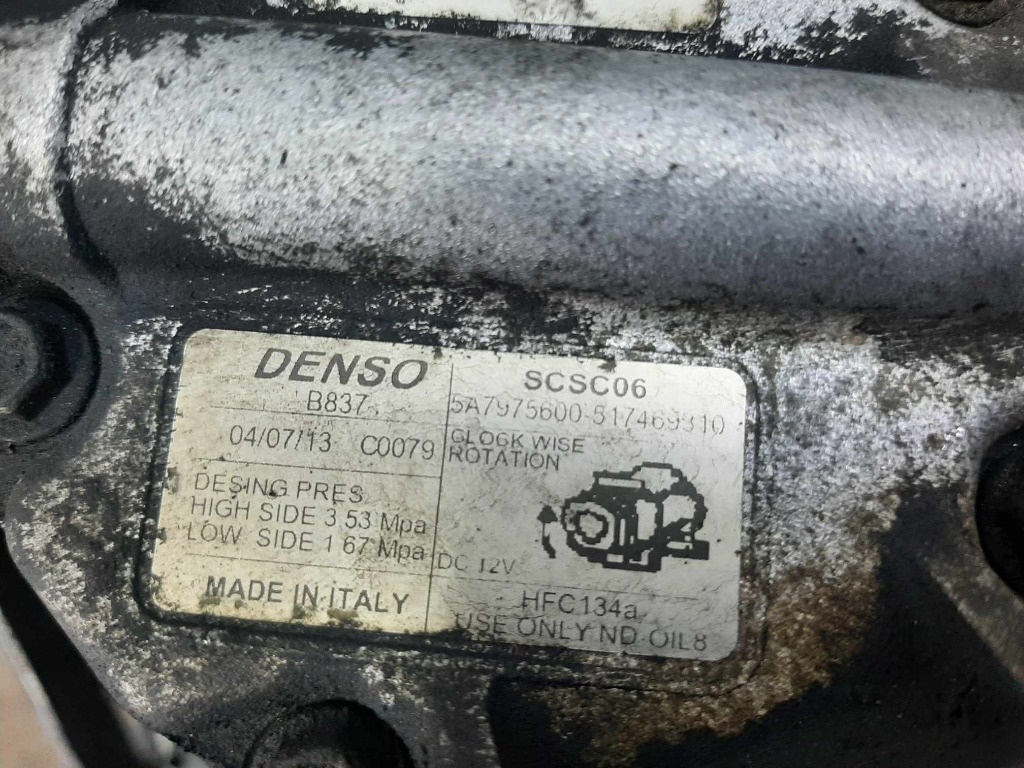 DENSO
B837
04/07/13 C0079
DESING PRES
HIGH SIDE 3.53 Mpa
LOW SIDE 1 67 Mpa
MADE IN ITALY
SCSC06
5A7975600-517469310
CLOCK WISE
ROTATION
DC 12V
HFC134a
USE ONLY ND-OIL8